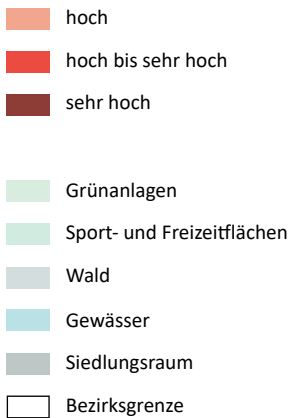 hoch
hoch bis sehr hoch
sehr hoch
Grünanlagen
Sport- und Freizeitflächen
Wald
Gewässer
Siedlungsraum
Bezirksgrenze